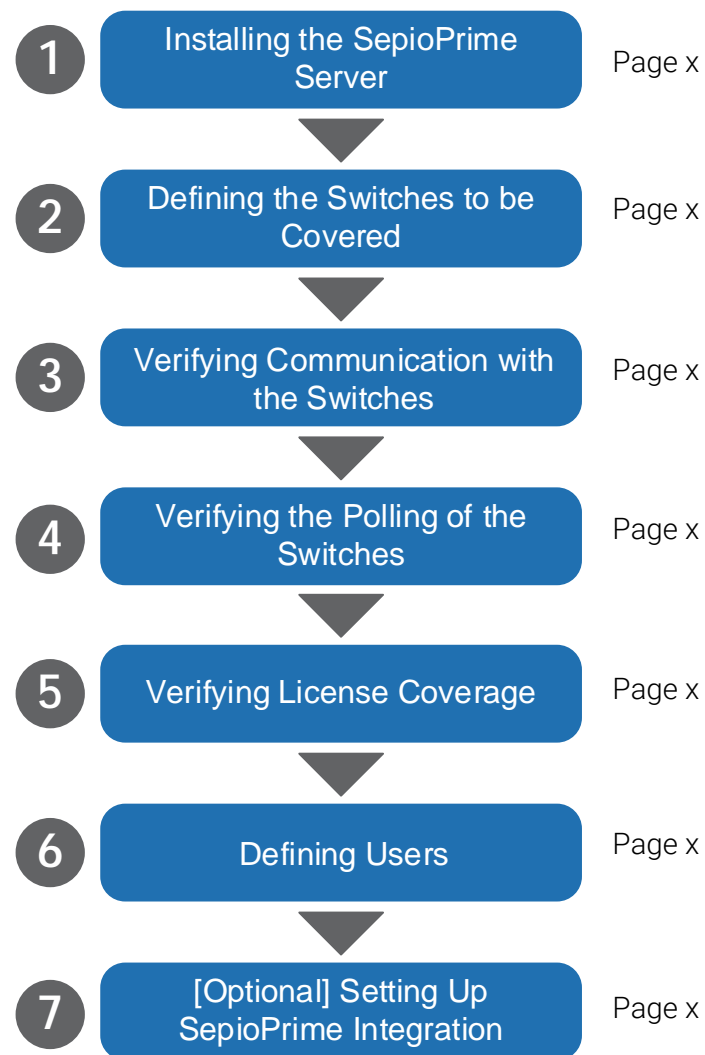 1
Installing the SepioPrime
Server
Page x
2
Defining the Switches to be
Covered
Page x
3
Verifying Communication with
the Switches
Page x
4
Verifying the Polling of the
Switches
Page x
5
Verifying License Coverage
Page x
6
Defining Users
Page x
7
[Optional] Setting Up
SepioPrime Integration
Page x